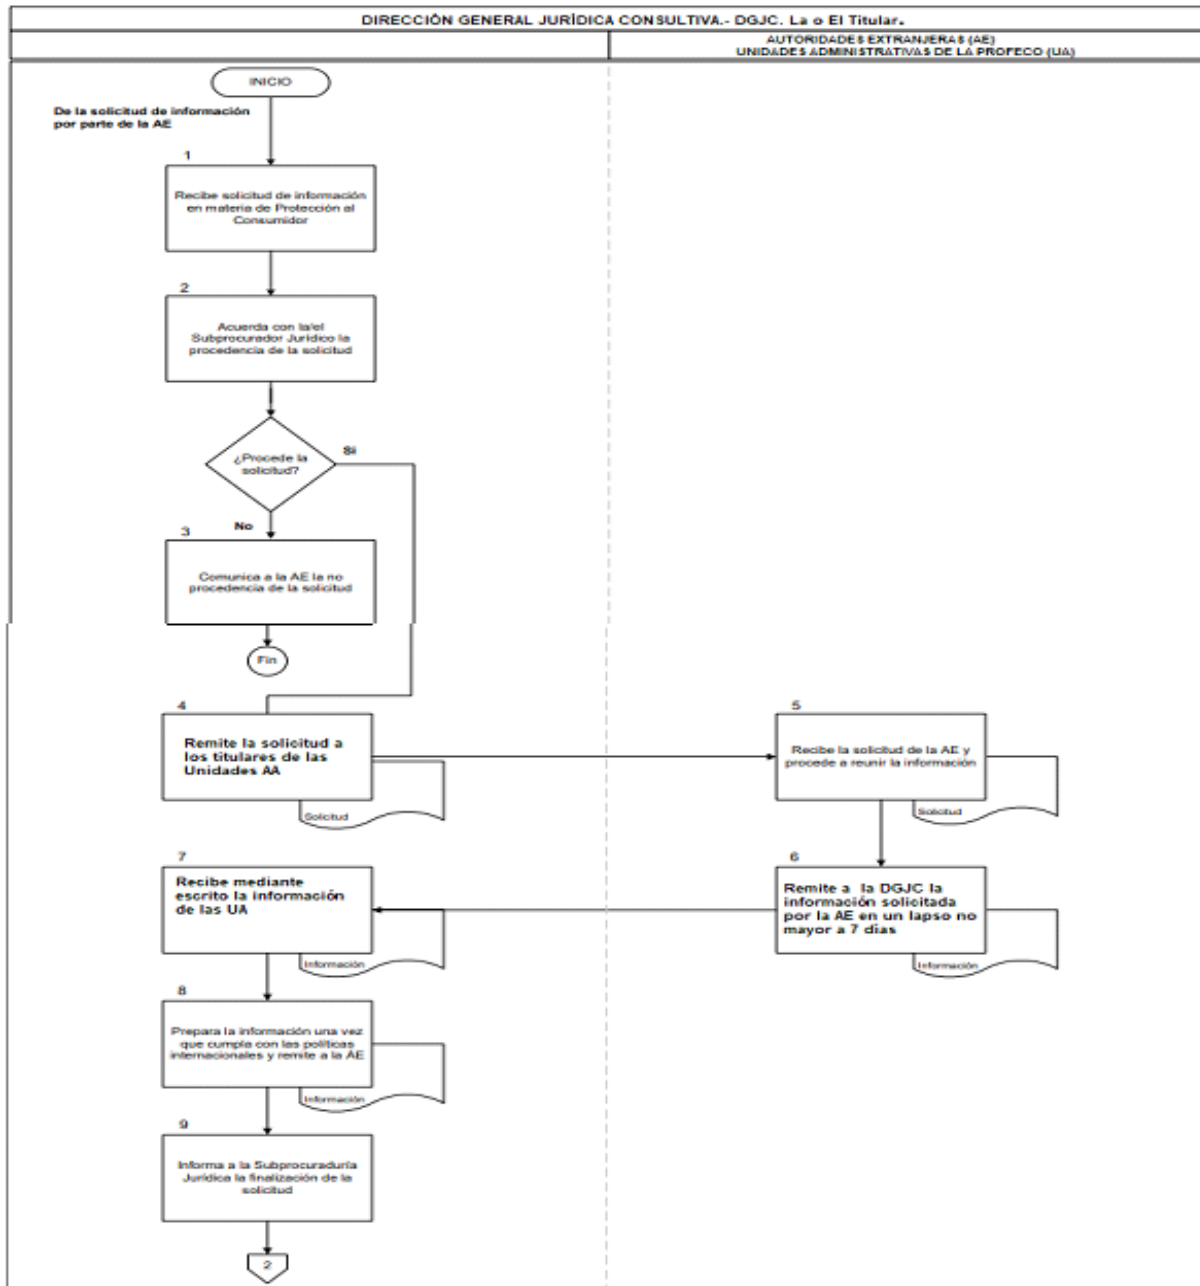 DIRECCIÓN GENERAL JURÍDICA CONSULTIVA.- DGJC. La o El Titular.
AUTORIDADES EXTRANJERAS (AE)
UNIDADES ADMINISTRATIVAS DE LA PROFECO (UA)
INICIO
De la solicitud de información
por parte de la AE
1
Recibe solicitud de información
en materia de Protección al
Consumidor
2
Acuerda con la/el
Subprocurador Jurídico la
procedencia de la solicitud
¿Procede la
solicitud?
Si
No
3
Comunica a la AE la no
procedencia de la solicitud
Fin
4
Remite la solicitud a
los titulares de las
Unidades AA
Solicitud
5
Recibe la solicitud de la AE y
procede a reunir la información
Solicitud
7
Recibe mediante
escrito la información
de las UA
Información
6
Remite a la DGJC la
información solicitada
por la AE en un lapso no
mayor a 7 días
Información
8
Prepara la información una vez
que cumpla con las políticas
internacionales y remite a la AE
Información
9
Informa a la Subprocuraduría
Jurídica la finalización de la
solicitud
2